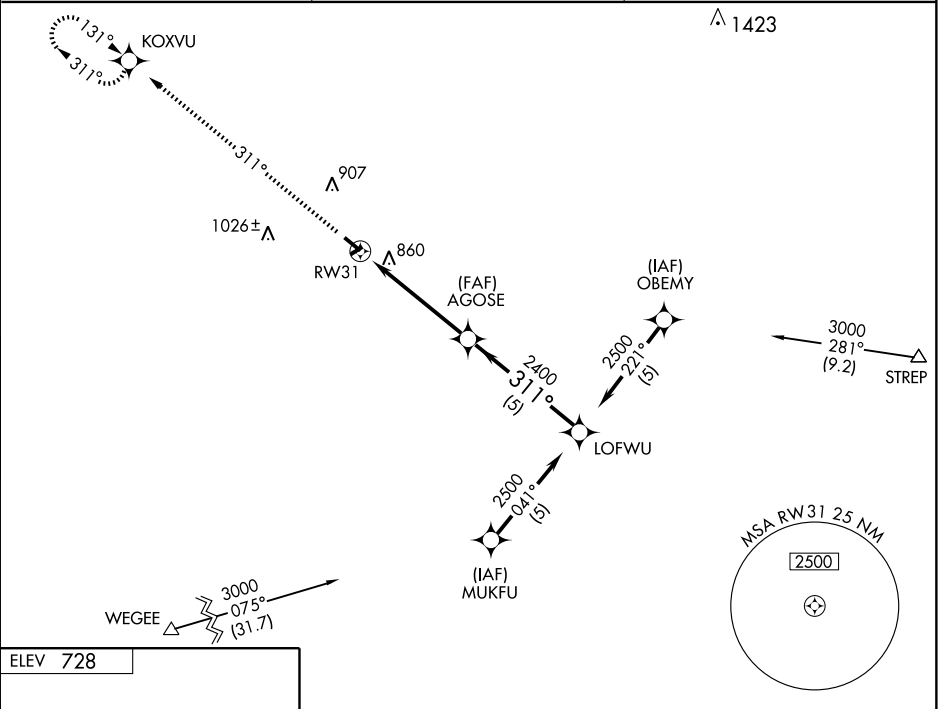 1423
131°
KOXVU
311°
311°
907
1026±
860
RW31
(FAF)
AGOSE
(IAF)
OBEMY
3000
281°
(9.2)
STREP
2500
221°
(5)
2400
311°
(5)
LOFWU
2500
041°
(5)
(IAF)
MUKFU
MSA RW31 25 NM
2500
3000
075°
(31.7)
WEGEE
ELEV 728